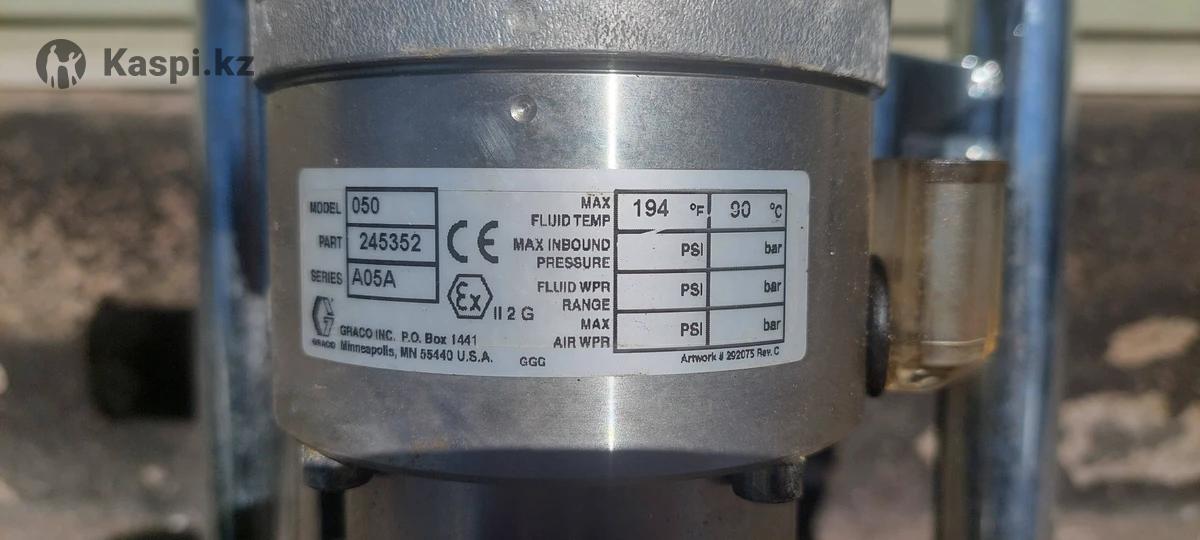 Kaspi.kz
MODEL 050
PART 245352
SERIES A05A
CE
Ex II 2 G
GRACO
GRACO INC. P.O. Box 1441
Minneapolis, MN 55440 U.S.A.
GGG
MAX FLUID TEMP 194 °F 90 °C
MAX INBOUND PRESSURE PSI bar
FLUID WPR RANGE PSI bar
MAX AIR WPR PSI bar
Artwork # 292075 Rev. C